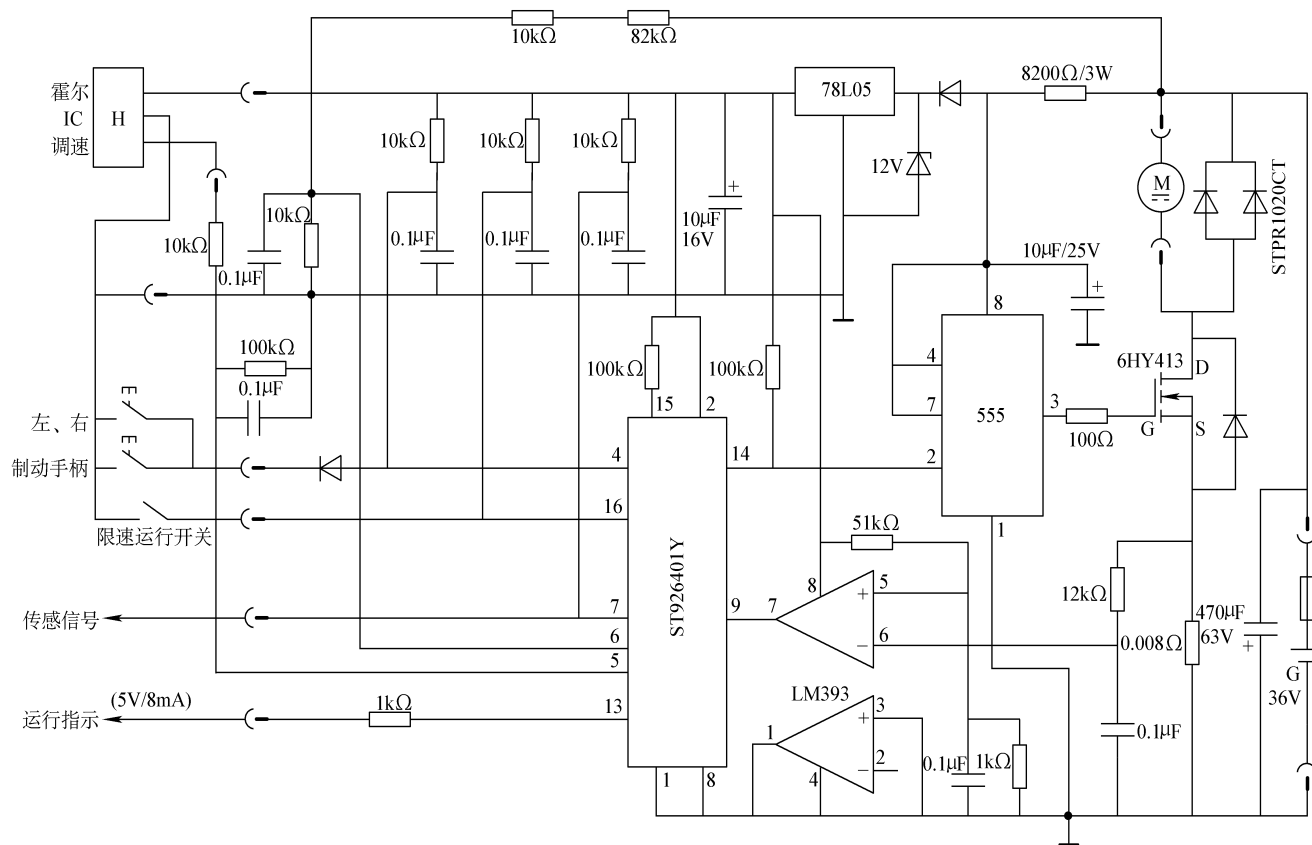 10kΩ
82kΩ
霍尔
IC
调速
H
78L05
8200Ω/3W
10kΩ
10kΩ
10kΩ
12V
M
STPR1020CT
10kΩ
10kΩ
0.1μF
0.1μF
0.1μF
0.1μF
+
10μF
16V
10μF/25V
+
8
100kΩ
0.1μF
100kΩ
100kΩ
4
7
555
3
2
1
100Ω
6HY413
D
G
S
15
2
左、右
制动手柄
限速运行开关
4
14
16
ST926401Y
51kΩ
8
5
+
传感信号
7
9
7
6
−
6
5
12kΩ
0.008Ω
470μF
63V
+
G
36V
(5V/8mA)
运行指示
1kΩ
13
LM393
1
+
3
−
2
4
0.1μF
1kΩ
0.1μF
1
8